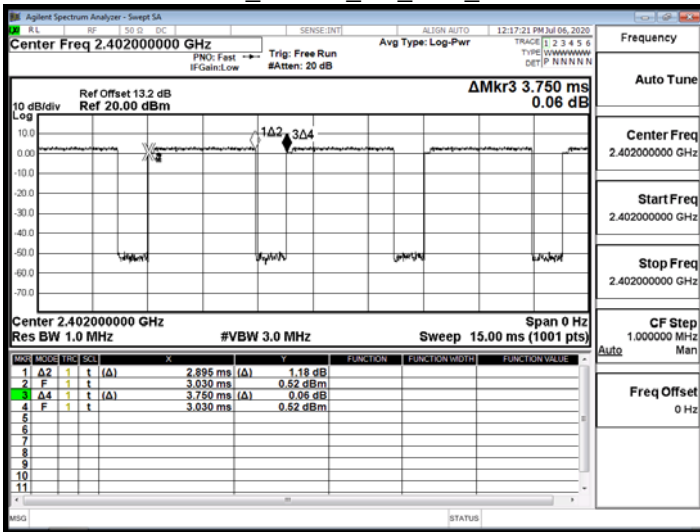 Agilent Spectrum Analyzer - Swept SA
RL RF 50 Ω DC SENSE:INT ALIGN AUTO 12:17:21 PM Jul 06, 2020
Center Freq 2.402000000 GHz
PNO: Fast
IFGain:Low
Trig: Free Run
#Atten: 20 dB
Avg Type: Log-Pwr
TRACE 1 2 3 4 5 6
TYPE WWWWWW
DET P N N N N N
Frequency
Auto Tune
ΔMkr3 3.750 ms
0.06 dB
Ref Offset 13.2 dB
10 dB/div Ref 20.00 dBm
Log
10.0
0.00
-10.0
-20.0
-30.0
-40.0
-50.0
-60.0
-70.0
1Δ2 3Δ4
Center Freq
2.402000000 GHz
Start Freq
2.402000000 GHz
Stop Freq
2.402000000 GHz
CF Step
1.000000 MHz
Auto Man
Freq Offset
0 Hz
Center 2.402000000 GHz Span 0 Hz
Res BW 1.0 MHz #VBW 3.0 MHz Sweep 15.00 ms (1001 pts)
MKR MODE TRC SCL X Y FUNCTION FUNCTION WIDTH FUNCTION VALUE
1 Δ2 1 t (Δ) 2.895 ms (Δ) 1.18 dB
2 F 1 t 3.030 ms 0.52 dBm
3 Δ4 1 t (Δ) 3.750 ms (Δ) 0.06 dB
4 F 1 t 3.030 ms 0.52 dBm
5
6
7
8
9
10
11
MSG STATUS